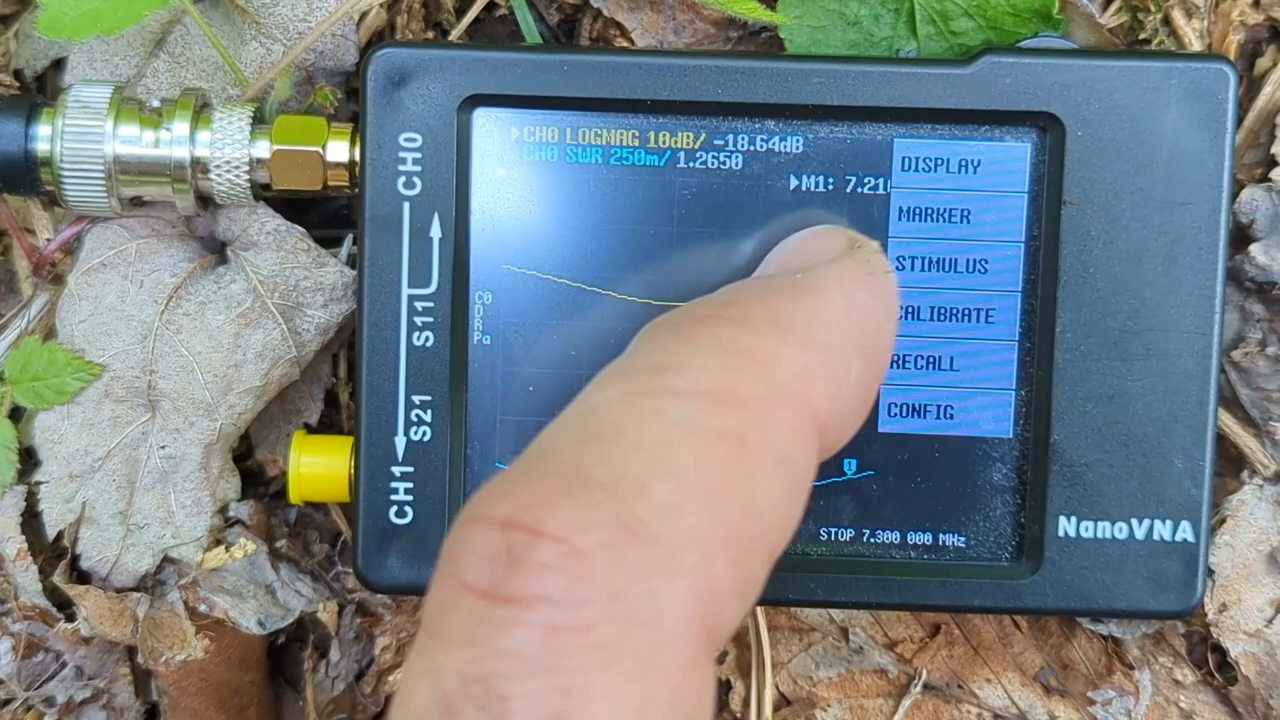 CH0 LOGMAG 10dB/ -18.64dB
CH0 SWR 250m/ 1.2650
M1: 7.21
DISPLAY
MARKER
STIMULUS
CALIBRATE
RECALL
CONFIG
C0
D
R
Pa
1
STOP 7.300 000 MHz
CH0
S11
S21
CH1
NanoVNA